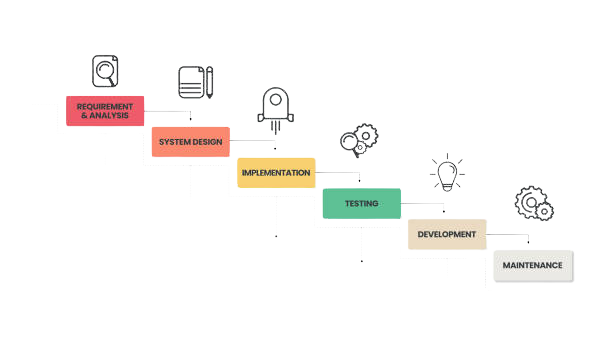 REQUIREMENT
& ANALYSIS
SYSTEM DESIGN
IMPLEMENTATION
TESTING
DEVELOPMENT
MAINTENANCE